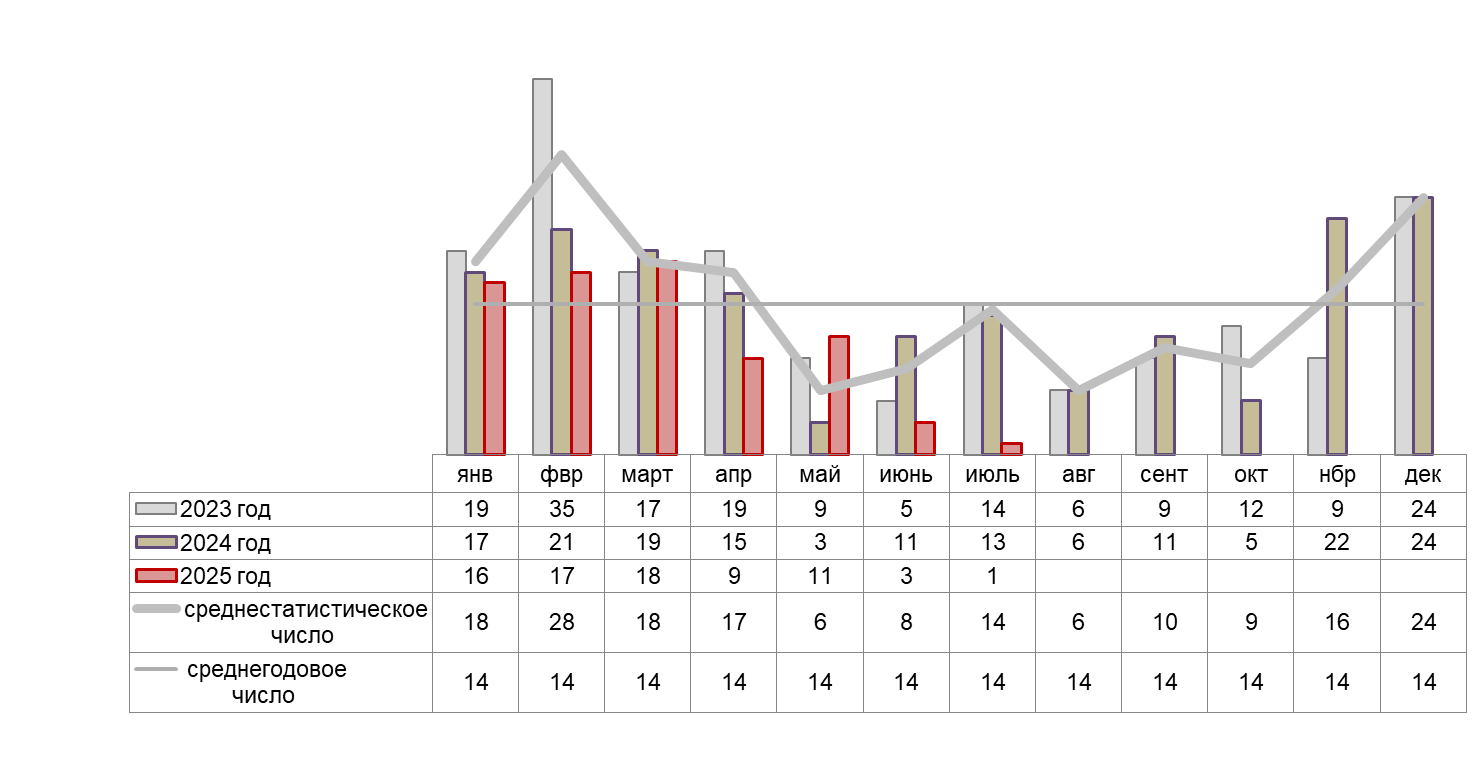 янв фвр март апр май июнь июль авг сент окт нбр дек
2023 год 19 35 17 19 9 5 14 6 9 12 9 24
2024 год 17 21 19 15 3 11 13 6 11 5 22 24
2025 год 16 17 18 9 11 3 1
среднестатистическое
число 18 28 18 17 6 8 14 6 10 9 16 24
среднегодовое
число 14 14 14 14 14 14 14 14 14 14 14 14